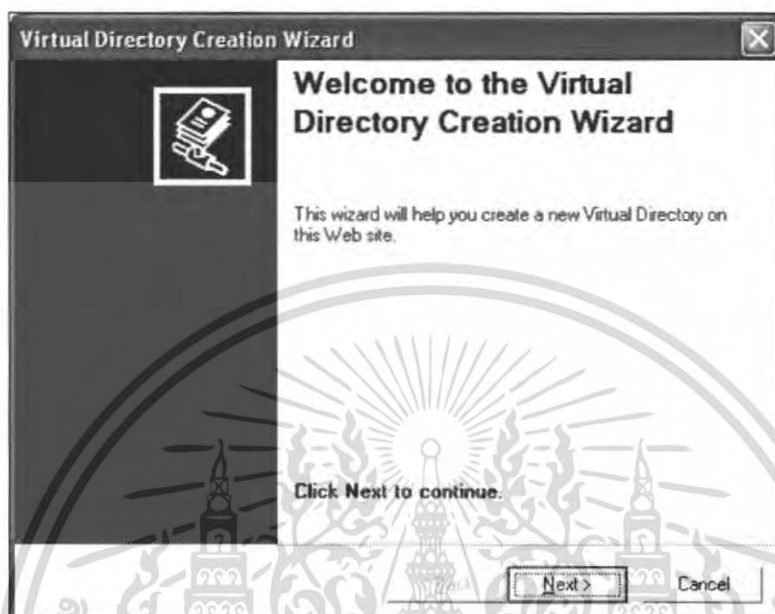 Virtual Directory Creation Wizard
Welcome to the Virtual
Directory Creation Wizard
This wizard will help you create a new Virtual Directory on
this Web site.
Click Next to continue.
Next >
Cancel